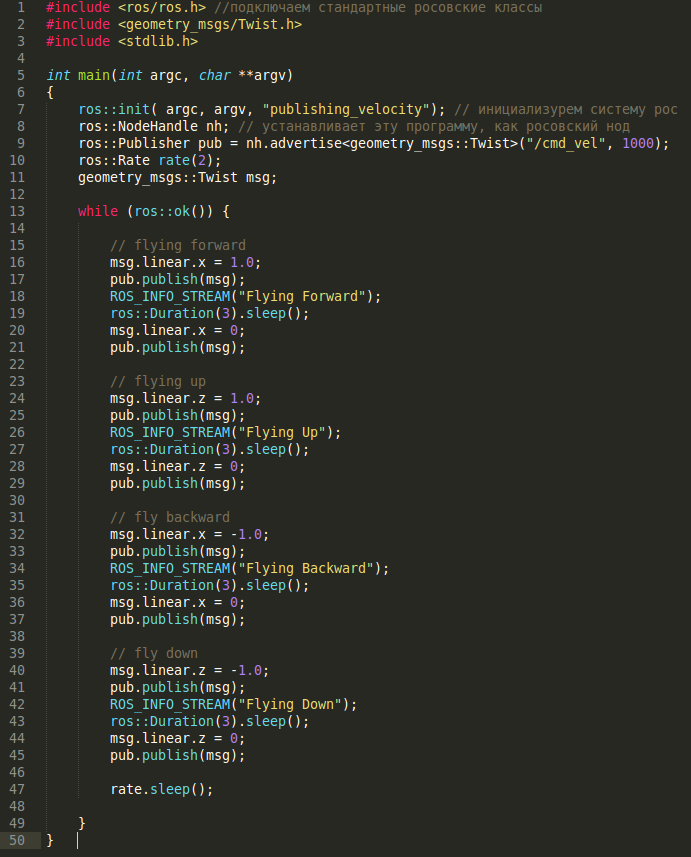 1 #include <ros/ros.h> //подключаем стандартные росовские классы
2 #include <geometry_msgs/Twist.h>
3 #include <stdlib.h>
4
5 int main(int argc, char **argv)
6 {
7     ros::init( argc, argv, "publishing_velocity"); // инициализурем систему рос
8     ros::NodeHandle nh; // устанавливает эту программу, как росовский нод
9     ros::Publisher pub = nh.advertise<geometry_msgs::Twist>("/cmd_vel", 1000);
10     ros::Rate rate(2);
11     geometry_msgs::Twist msg;
12
13     while (ros::ok()) {
14
15         // flying forward
16         msg.linear.x = 1.0;
17         pub.publish(msg);
18         ROS_INFO_STREAM("Flying Forward");
19         ros::Duration(3).sleep();
20         msg.linear.x = 0;
21         pub.publish(msg);
22
23         // flying up
24         msg.linear.z = 1.0;
25         pub.publish(msg);
26         ROS_INFO_STREAM("Flying Up");
27         ros::Duration(3).sleep();
28         msg.linear.z = 0;
29         pub.publish(msg);
30
31         // fly backward
32         msg.linear.x = -1.0;
33         pub.publish(msg);
34         ROS_INFO_STREAM("Flying Backward");
35         ros::Duration(3).sleep();
36         msg.linear.x = 0;
37         pub.publish(msg);
38
39         // fly down
40         msg.linear.z = -1.0;
41         pub.publish(msg);
42         ROS_INFO_STREAM("Flying Down");
43         ros::Duration(3).sleep();
44         msg.linear.z = 0;
45         pub.publish(msg);
46
47         rate.sleep();
48
49     }
50 }